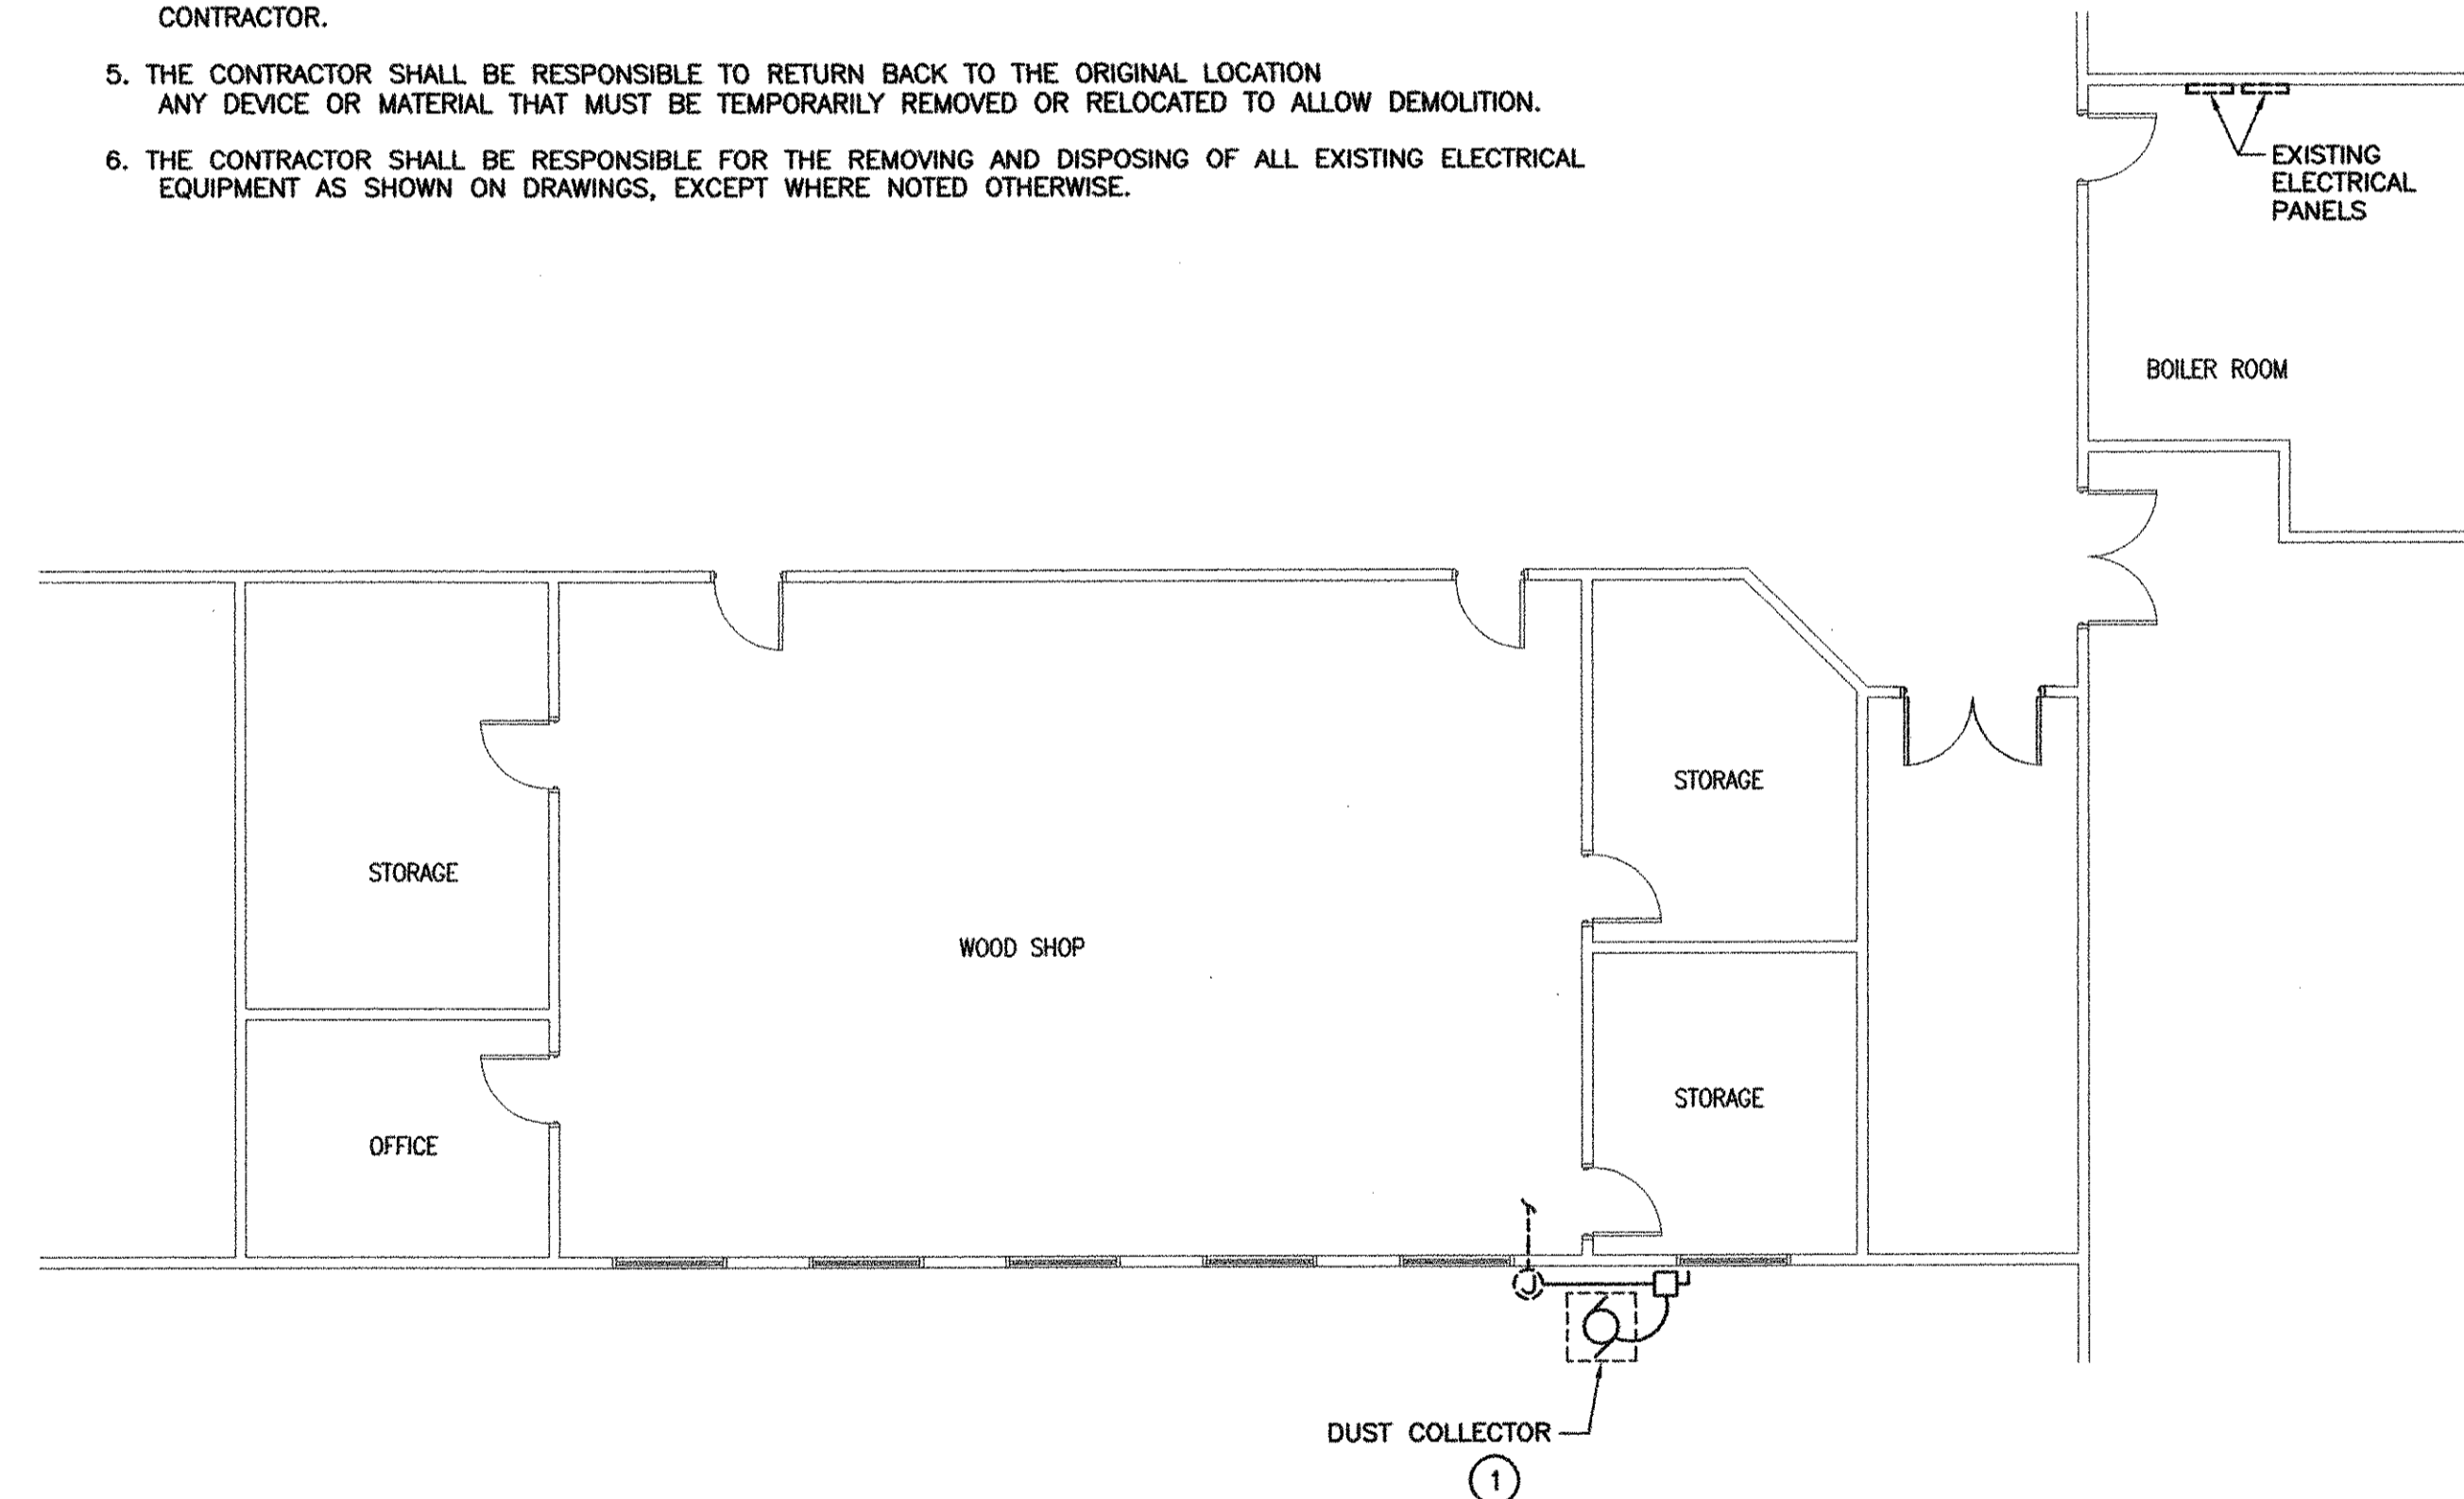 CONTRACTOR.
5. THE CONTRACTOR SHALL BE RESPONSIBLE TO RETURN BACK TO THE ORIGINAL LOCATION
ANY DEVICE OR MATERIAL THAT MUST BE TEMPORARILY REMOVED OR RELOCATED TO ALLOW DEMOLITION.
6. THE CONTRACTOR SHALL BE RESPONSIBLE FOR THE REMOVING AND DISPOSING OF ALL EXISTING ELECTRICAL
EQUIPMENT AS SHOWN ON DRAWINGS, EXCEPT WHERE NOTED OTHERWISE.
EXISTING
ELECTRICAL
PANELS
BOILER ROOM
STORAGE
STORAGE
WOOD SHOP
STORAGE
OFFICE
J
DUST COLLECTOR
1